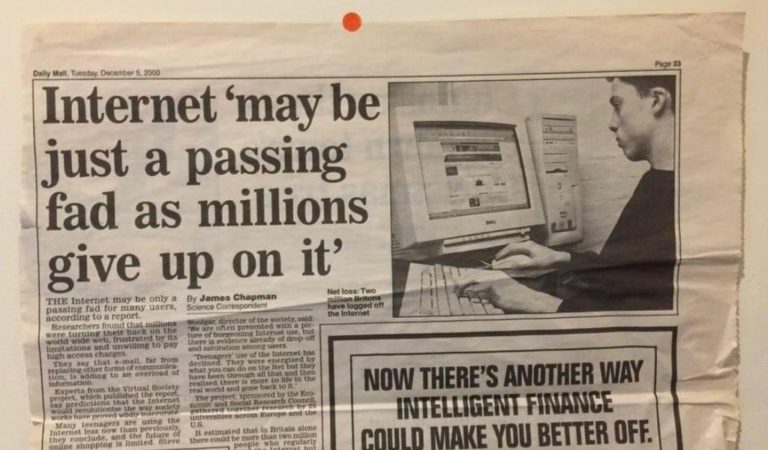 Daily Mail, Tuesday, December 5, 2000
Page 33
Internet ‘may be
just a passing
fad as millions
give up on it’
THE Internet may be only a
passing fad for many users,
according to a report.
Researchers found that millions
were turning their back on the
world wide web, frustrated by its
limitations and unwilling to pay
high access charges.
They say that e-mail, far from
replacing other forms of communica-
tion, is adding to an overload of
information.
Experts from the Virtual Society
project, which published the report,
say predictions that the Internet
would revolutionise the way society
works have proved wildly inaccurate.
Many teenagers are using the
Internet less now than previously,
they conclude, and the future of
online shopping is limited. Steve
By James Chapman
Science Correspondent
Woolgar, director of the society, said:
‘We are often presented with a pic-
ture of burgeoning Internet use, but
there is evidence already of drop-off
and saturation among users.
‘Teenagers’ use of the Internet has
declined. They were energised by
what you can do on the Net but they
have been through all that and then
realised there is more to life in the
real world and gone back to it.’
The project, sponsored by the Eco-
nomic and Social Research Council,
gathered together research by 25
universities across Europe and the
U.S.
It estimated that in Britain alone
there could be more than two million
people who regularly
the Internet but
Net loss: Two
million Britons
have logged off
the Internet
DELL
NOW THERE'S ANOTHER WAY
INTELLIGENT FINANCE
COULD MAKE YOU BETTER OFF.